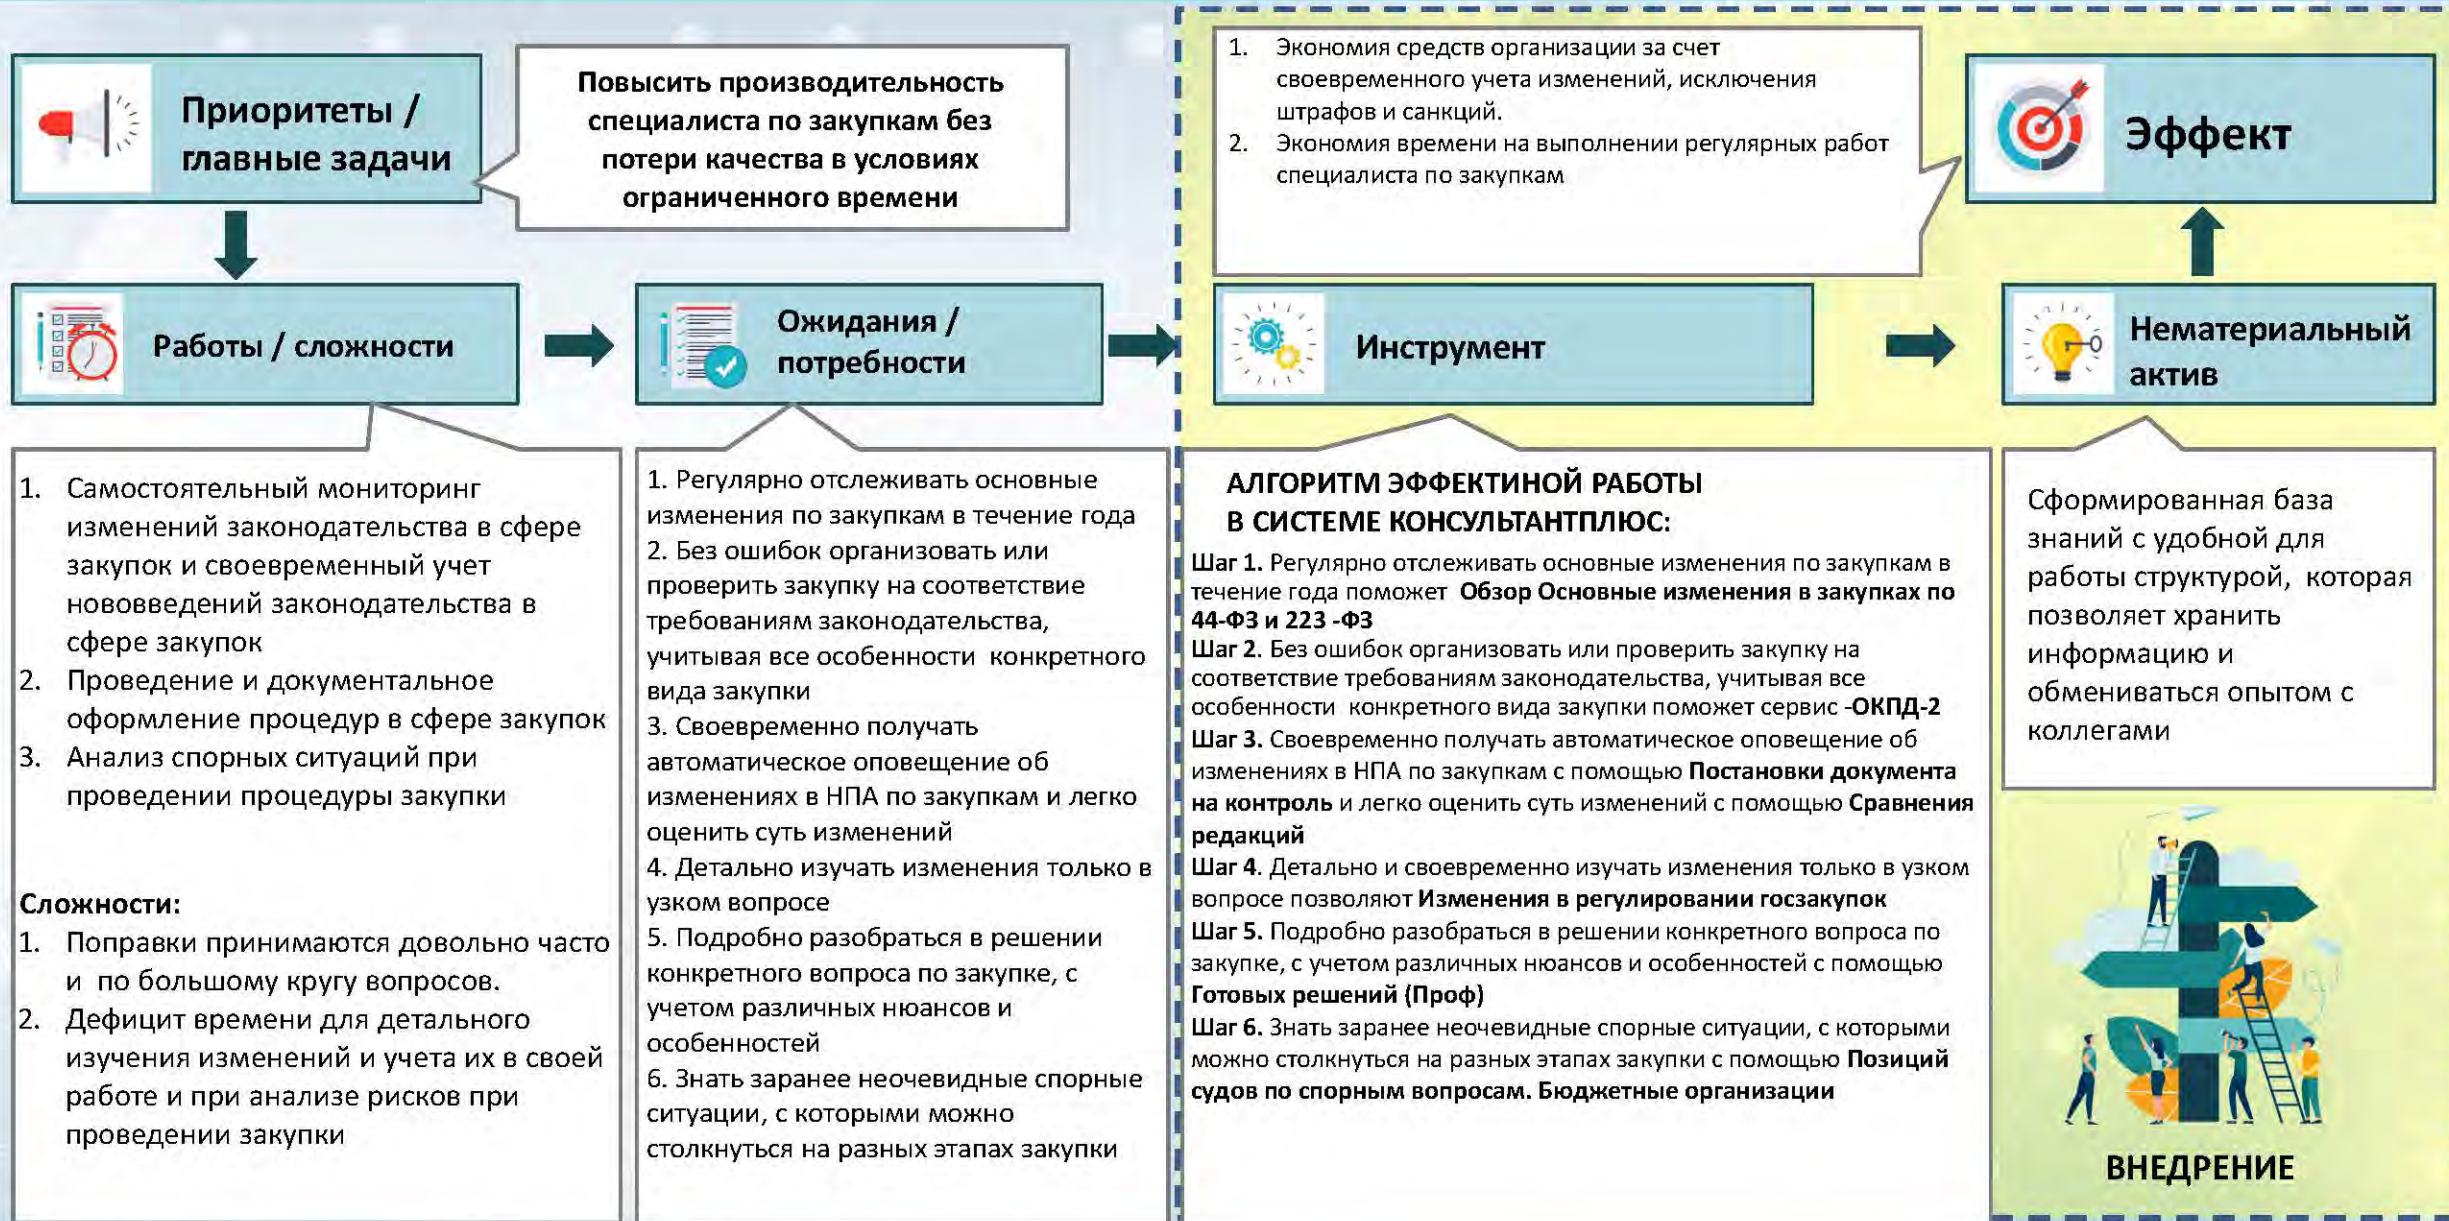 Приоритеты /
главные задачи
Повысить производительность
специалиста по закупкам без
потери качества в условиях
ограниченного времени
1. Экономия средств организации за счет
своевременного учета изменений, исключения
штрафов и санкций.
2. Экономия времени на выполнении регулярных работ
специалиста по закупкам
Эффект
Работы / сложности
Ожидания /
потребности
Инструмент
Нематериальный
актив
1. Самостоятельный мониторинг
изменений законодательства в сфере
закупок и своевременный учет
нововведений законодательства в
сфере закупок
2. Проведение и документальное
оформление процедур в сфере закупок
3. Анализ спорных ситуаций при
проведении процедуры закупки
Сложности:
1. Поправки принимаются довольно часто
и по большому кругу вопросов.
2. Дефицит времени для детального
изучения изменений и учета их в своей
работе и при анализе рисков при
проведении закупки
1. Регулярно отслеживать основные
изменения по закупкам в течение года
2. Без ошибок организовать или
проверить закупку на соответствие
требованиям законодательства,
учитывая все особенности конкретного
вида закупки
3. Своевременно получать
автоматическое оповещение об
изменениях в НПА по закупкам и легко
оценить суть изменений
4. Детально изучать изменения только в
узком вопросе
5. Подробно разобраться в решении
конкретного вопроса по закупке, с
учетом различных нюансов и
особенностей
6. Знать заранее неочевидные спорные
ситуации, с которыми можно
столкнуться на разных этапах закупки
АЛГОРИТМ ЭФФЕКТИНОЙ РАБОТЫ
В СИСТЕМЕ КОНСУЛЬТАНТПЛЮС:
Шаг 1. Регулярно отслеживать основные изменения по закупкам в
течение года поможет Обзор Основные изменения в закупках по
44-ФЗ и 223 -ФЗ
Шаг 2. Без ошибок организовать или проверить закупку на
соответствие требованиям законодательства, учитывая все
особенности конкретного вида закупки поможет сервис -ОКПД-2
Шаг 3. Своевременно получать автоматическое оповещение об
изменениях в НПА по закупкам с помощью Постановки документа
на контроль и легко оценить суть изменений с помощью Сравнения
редакций
Шаг 4. Детально и своевременно изучать изменения только в узком
вопросе позволяют Изменения в регулировании госзакупок
Шаг 5. Подробно разобраться в решении конкретного вопроса по
закупке, с учетом различных нюансов и особенностей с помощью
Готовых решений (Проф)
Шаг 6. Знать заранее неочевидные спорные ситуации, с которыми
можно столкнуться на разных этапах закупки с помощью Позиций
судов по спорным вопросам. Бюджетные организации
Сформированная база
знаний с удобной для
работы структурой, которая
позволяет хранить
информацию и
обмениваться опытом с
коллегами
ВНЕДРЕНИЕ